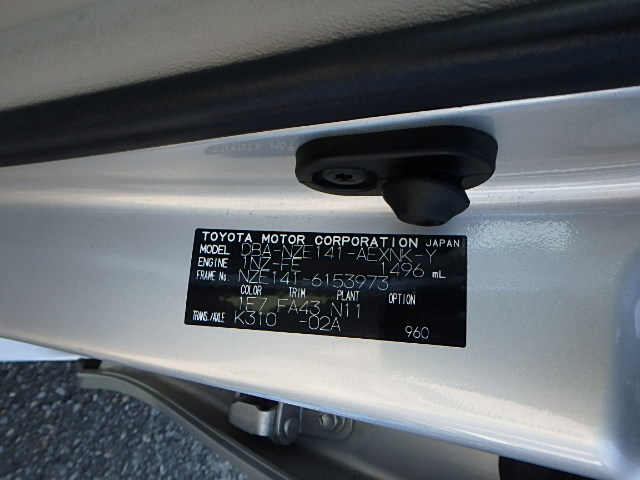 TOYOTA MOTOR CORPORATION JAPAN
MODEL DBA-NZE141-AEXNK-Y
ENGINE 1NZ-FE 1496 mL
FRAME No. NZE141-6153973
COLOR TRIM PLANT OPTION
1E7 FA43 N11
TRANS./AXLE K310 -02A 960